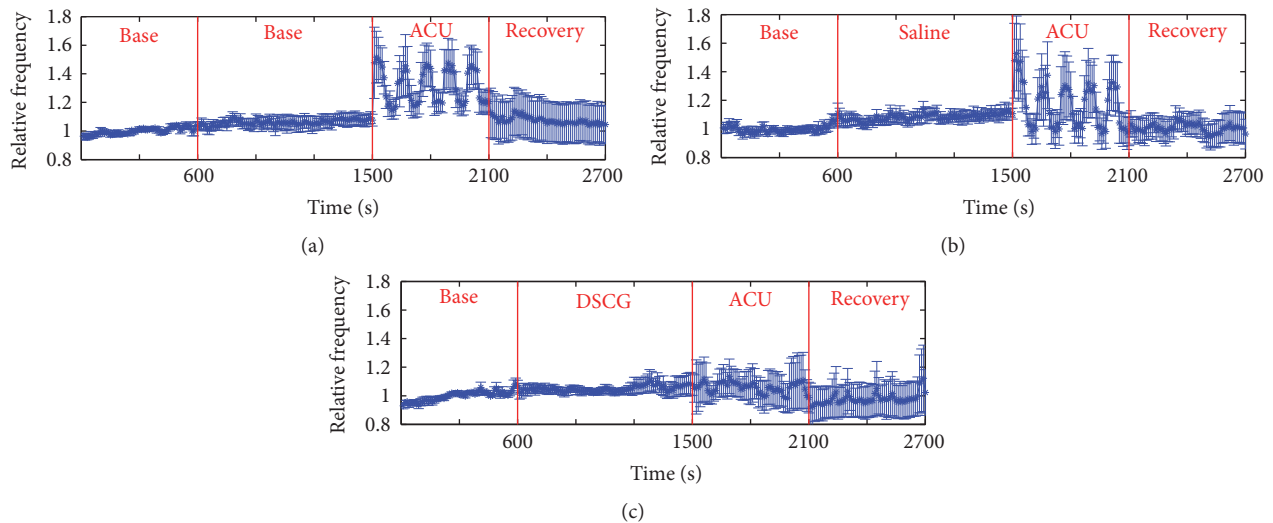 Relative frequency
1.8
1.6
1.4
1.2
1
0.8
Base
Base
ACU
Recovery
600
1500
2100
2700
Time (s)
(a)
Relative frequency
1.8
1.6
1.4
1.2
1
0.8
Base
Saline
ACU
Recovery
600
1500
2100
2700
Time (s)
(b)
Relative frequency
1.8
1.6
1.4
1.2
1
0.8
Base
DSCG
ACU
Recovery
600
1500
2100
2700
Time (s)
(c)